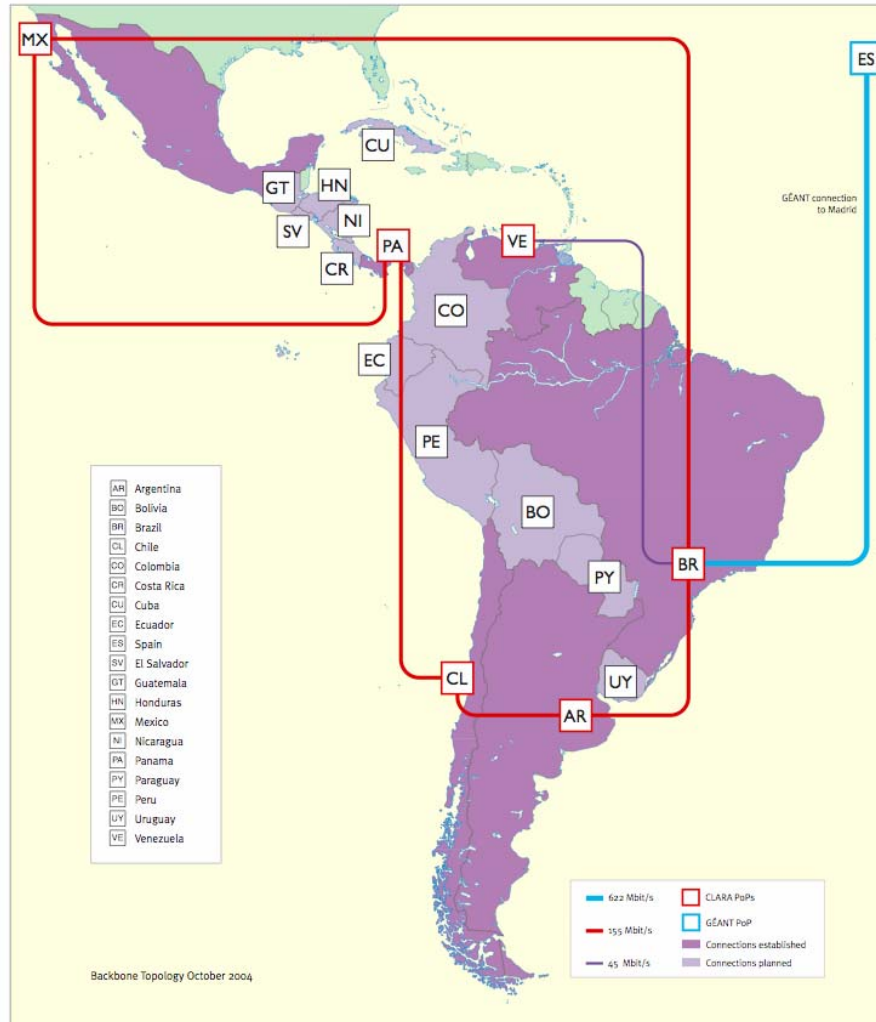 MX
ES
CU
GÉANT connection
to Madrid
GT
HN
NI
SV
PA
VE
CR
CO
EC
PE
BO
BR
PY
CL
UY
AR
AR Argentina
BO Bolivia
BR Brazil
CL Chile
CO Colombia
CR Costa Rica
CU Cuba
EC Ecuador
ES Spain
SV El Salvador
GT Guatemala
HN Honduras
MX Mexico
NI Nicaragua
PA Panama
PY Paraguay
PE Peru
UY Uruguay
VE Venezuela
622 Mbit/s
CLARA PoPs
GÉANT PoP
155 Mbit/s
Connections established
45 Mbit/s
Connections planned
Backbone Topology October 2004